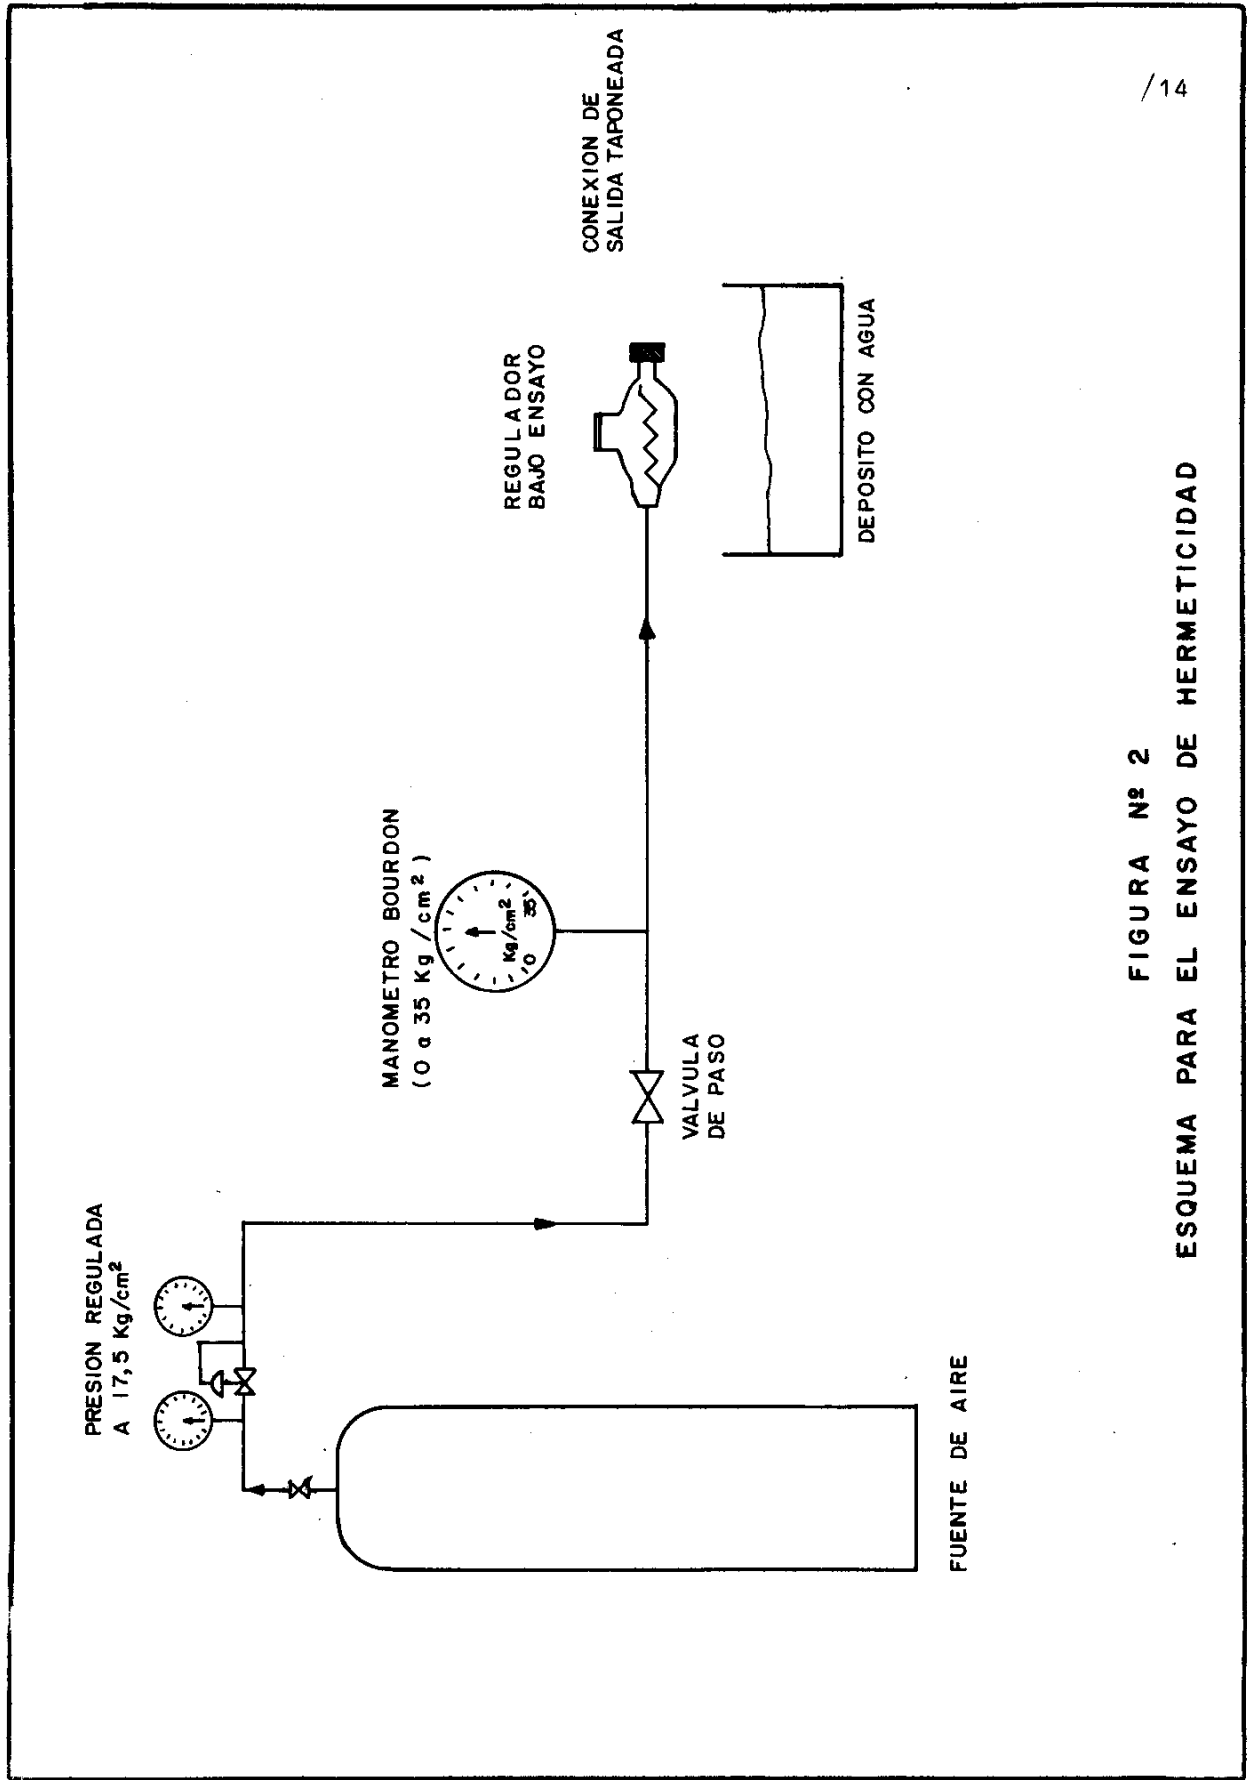 /14
PRESION REGULADA
A 17,5 Kg/cm²
MANOMETRO BOURDON
(0 a 35 Kg/cm²)
Kg/cm²
0
35
REGULADOR
BAJO ENSAYO
CONEXION DE
SALIDA TAPONEADA
VALVULA
DE PASO
DEPOSITO CON AGUA
FUENTE DE AIRE
FIGURA Nº 2
ESQUEMA PARA EL ENSAYO DE HERMETICIDAD